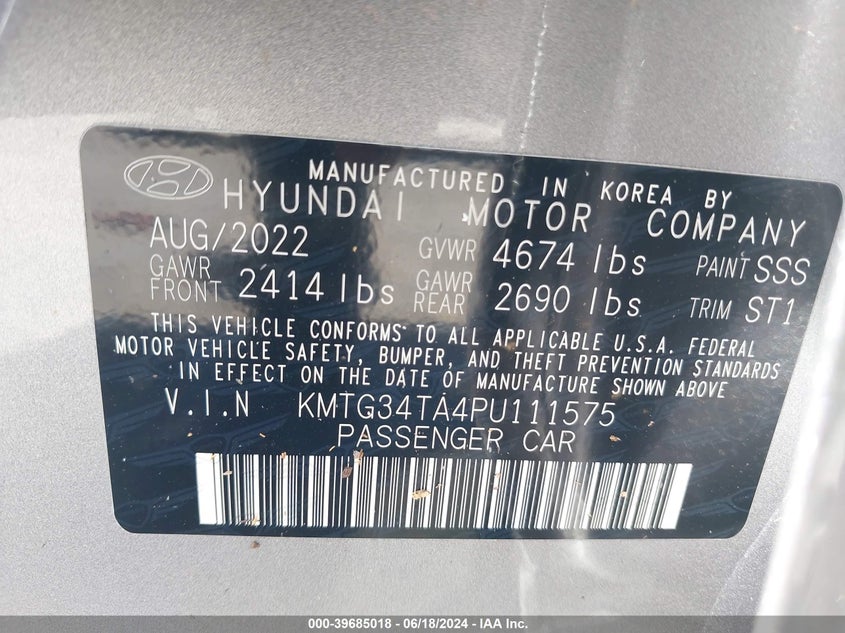 MANUFACTURED IN KOREA BY
HYUNDAI MOTOR COMPANY
AUG/2022 GVWR 4674 lbs PAINT SSS
GAWR FRONT 2414 lbs GAWR REAR 2690 lbs TRIM ST1
THIS VEHICLE CONFORMS TO ALL APPLICABLE U.S.A. FEDERAL
MOTOR VEHICLE SAFETY, BUMPER, AND THEFT PREVENTION STANDARDS
IN EFFECT ON THE DATE OF MANUFACTURE SHOWN ABOVE
V.I.N KMTG34TA4PU111575
PASSENGER CAR
000-39685018 - 06/18/2024 - IAA Inc.